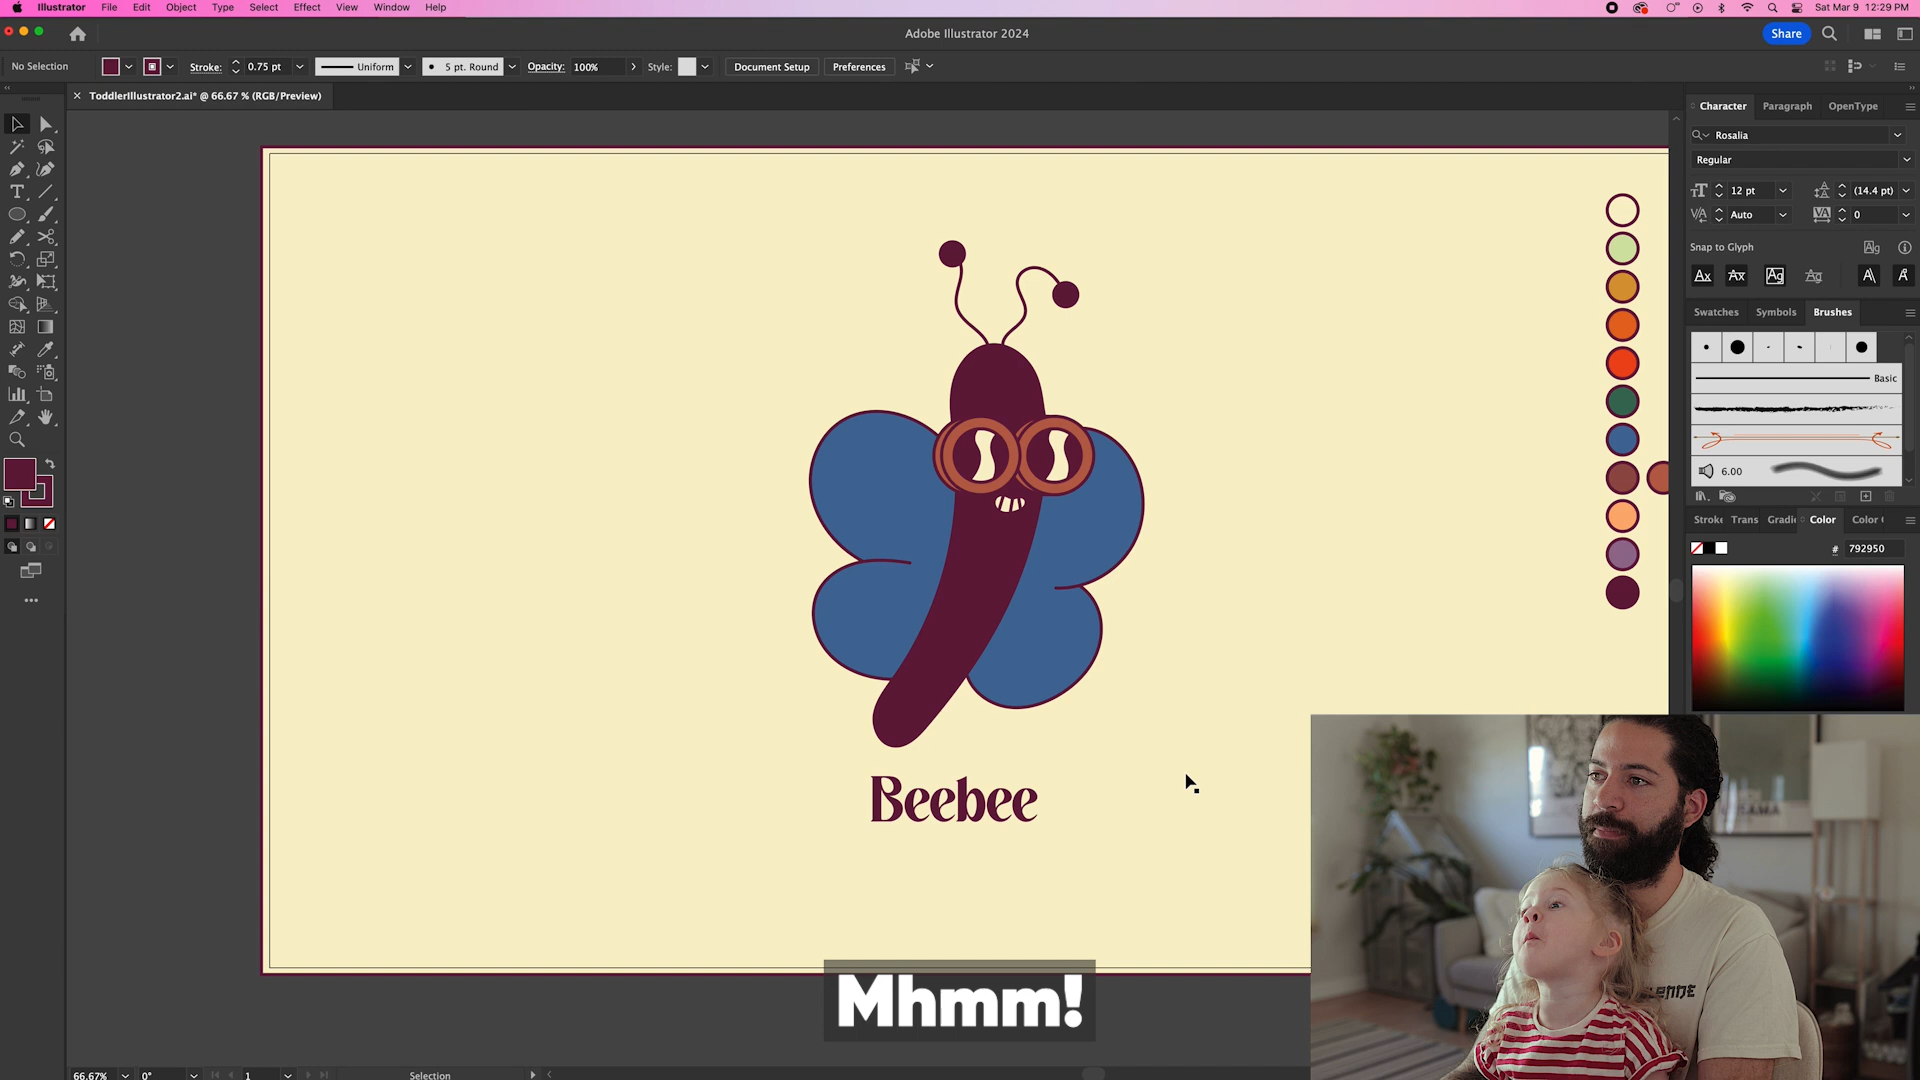 Illustrator File Edit Object Type Select Effect View Window Help
Sat Mar 9 12:29 PM
Adobe Illustrator 2024
Share
No Selection
Stroke: 0.75 pt
Uniform
5 pt. Round
Opacity: 100%
Style:
Document Setup
Preferences
ToddlerIllustrator2.ai* @ 66.67 % (RGB/Preview)
Character Paragraph OpenType
Rosalia
Regular
12 pt
(14.4 pt)
Auto
0
Snap to Glyph
Swatches Symbols Brushes
Basic
6.00
Stroke Trans Gradie Color Color
# 792950
Beebee
Mhmm!
66.67%
0°
1
Selection